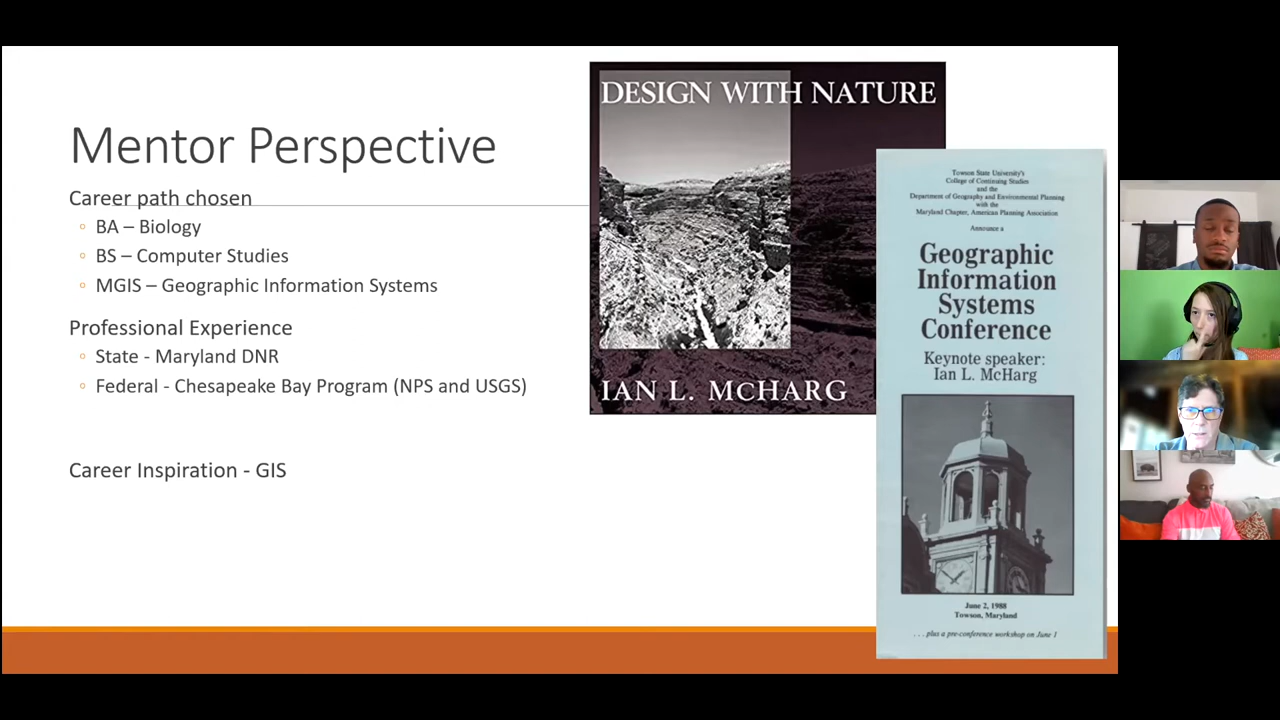 Mentor Perspective
Career path chosen
BA – Biology
BS – Computer Studies
MGIS – Geographic Information Systems
Professional Experience
State - Maryland DNR
Federal - Chesapeake Bay Program (NPS and USGS)
Career Inspiration - GIS
DESIGN WITH NATURE
IAN L. McHARG
Towson State University's
College of Continuing Studies
and the
Department of Geography and Environmental Planning
with the
Maryland Chapter, American Planning Association
Announce a
Geographic
Information
Systems
Conference
Keynote speaker:
Ian L. McHarg
June 2, 1988
Towson, Maryland
. . . plus a pre-conference workshop on June 1